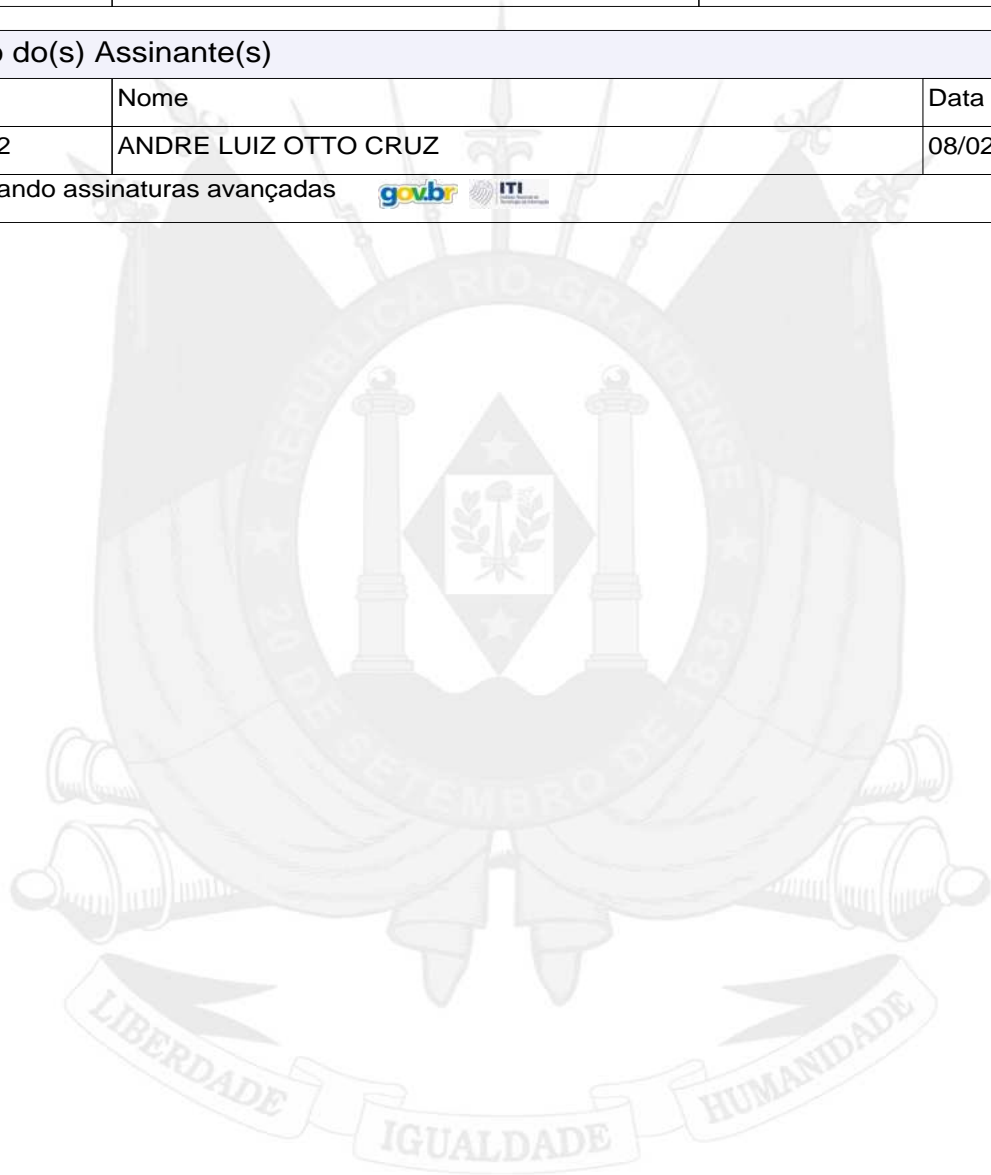 o do(s) Assinante(s)
Nome Data
2 ANDRE LUIZ OTTO CRUZ 08/02
ando assinaturas avançadas gov.br ITI
REPUBLICA RIO-GRANDENSE
20 DE SETEMBRO DE 1835
LIBERDADE IGUALDADE HUMANIDADE